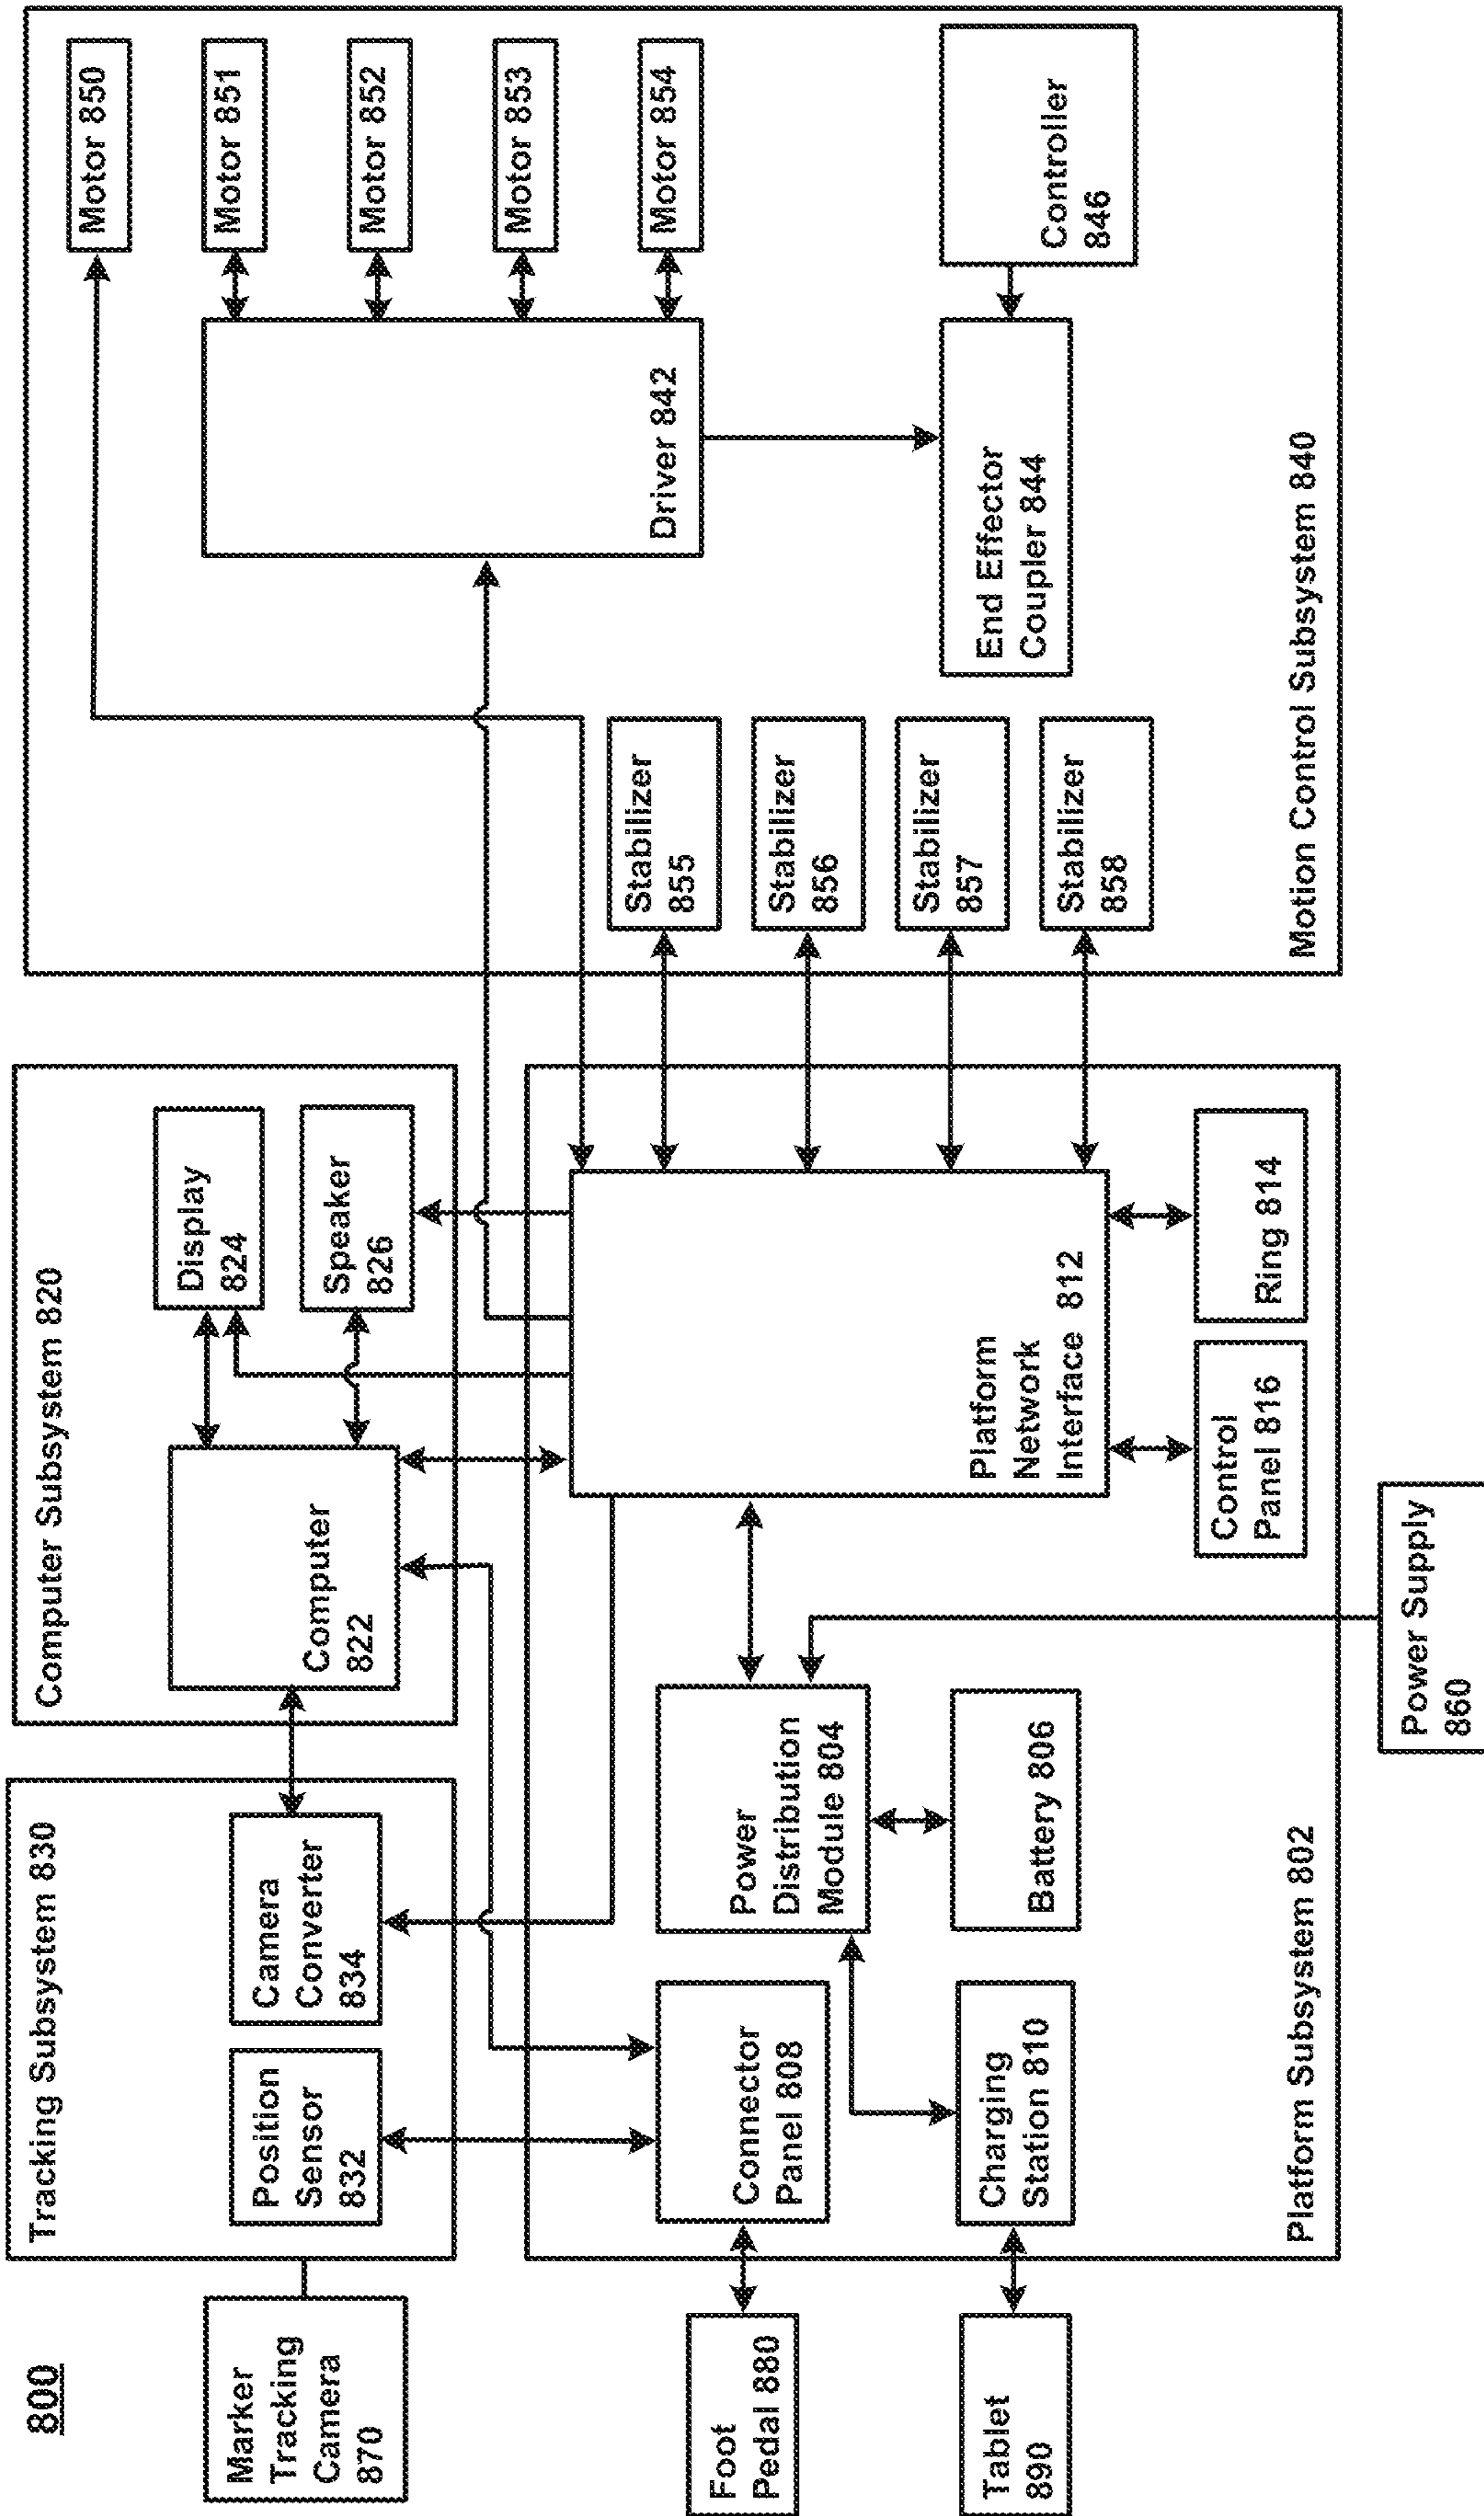 800
Marker
Tracking
Camera
870
Tracking Subsystem 830
Position
Sensor
832
Camera
Converter
834
Computer Subsystem 820
Computer
822
Display
824
Speaker
826
Foot
Pedal 880
Tablet
890
Connector
Panel 808
Charging
Station 810
Power
Distribution
Module 804
Battery 806
Platform
Network
Interface 812
Control
Panel 816
Ring 814
Platform Subsystem 802
Power Supply
860
Motor 850
Motor 851
Motor 852
Motor 853
Motor 854
Driver 842
Stabilizer
855
Stabilizer
856
Stabilizer
857
Stabilizer
858
End Effector
Coupler 844
Controller
846
Motion Control Subsystem 840